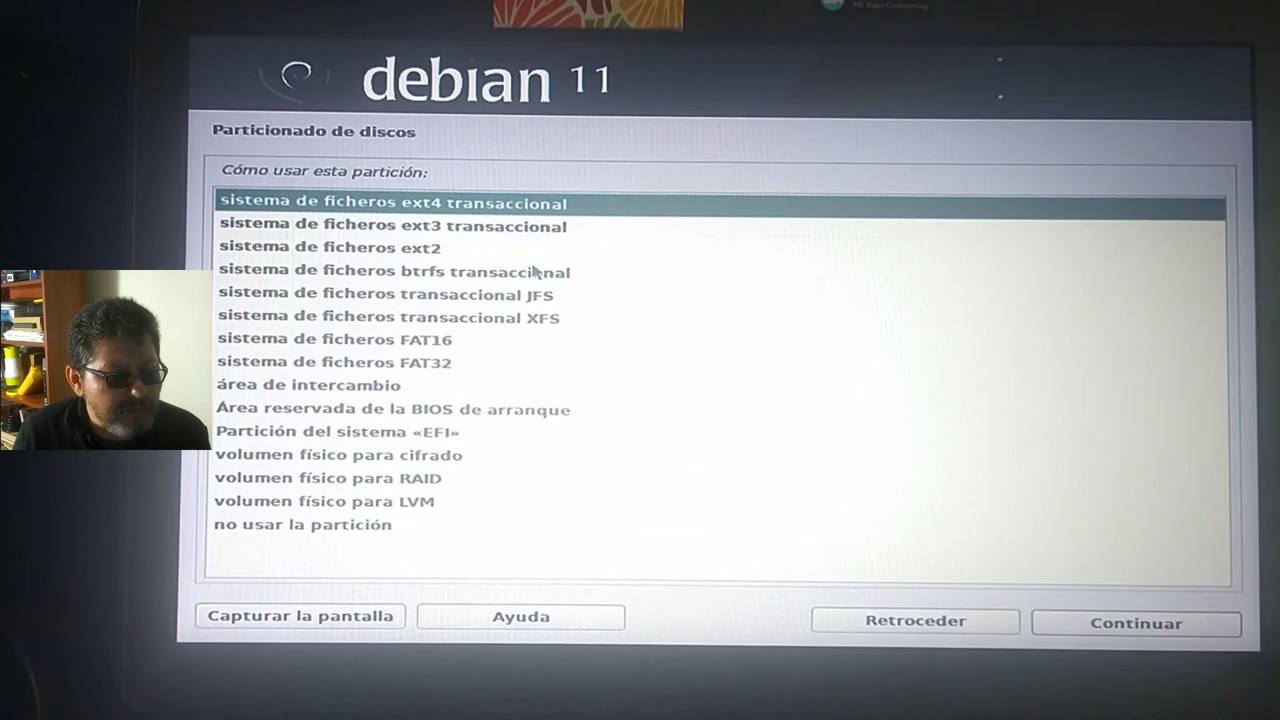 HD Video Conferencing
debian 11
Particionado de discos
Cómo usar esta partición:
sistema de ficheros ext4 transaccional
sistema de ficheros ext3 transaccional
sistema de ficheros ext2
sistema de ficheros btrfs transaccional
sistema de ficheros transaccional JFS
sistema de ficheros transaccional XFS
sistema de ficheros FAT16
sistema de ficheros FAT32
área de intercambio
Área reservada de la BIOS de arranque
Partición del sistema «EFI»
volumen físico para cifrado
volumen físico para RAID
volumen físico para LVM
no usar la partición
Capturar la pantalla
Ayuda
Retroceder
Continuar